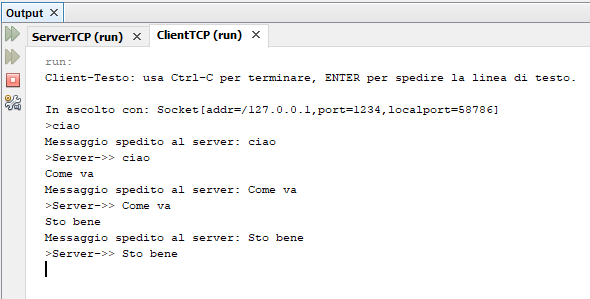 Output ×
ServerTCP (run) × ClientTCP (run) ×
run:
Client-Testo: usa Ctrl-C per terminare, ENTER per spedire la linea di testo.
In ascolto con: Socket[addr=/127.0.0.1,port=1234,localport=58786]
>ciao
Messaggio spedito al server: ciao
>Server->> ciao
Come va
Messaggio spedito al server: Come va
>Server->> Come va
Sto bene
Messaggio spedito al server: Sto bene
>Server->> Sto bene